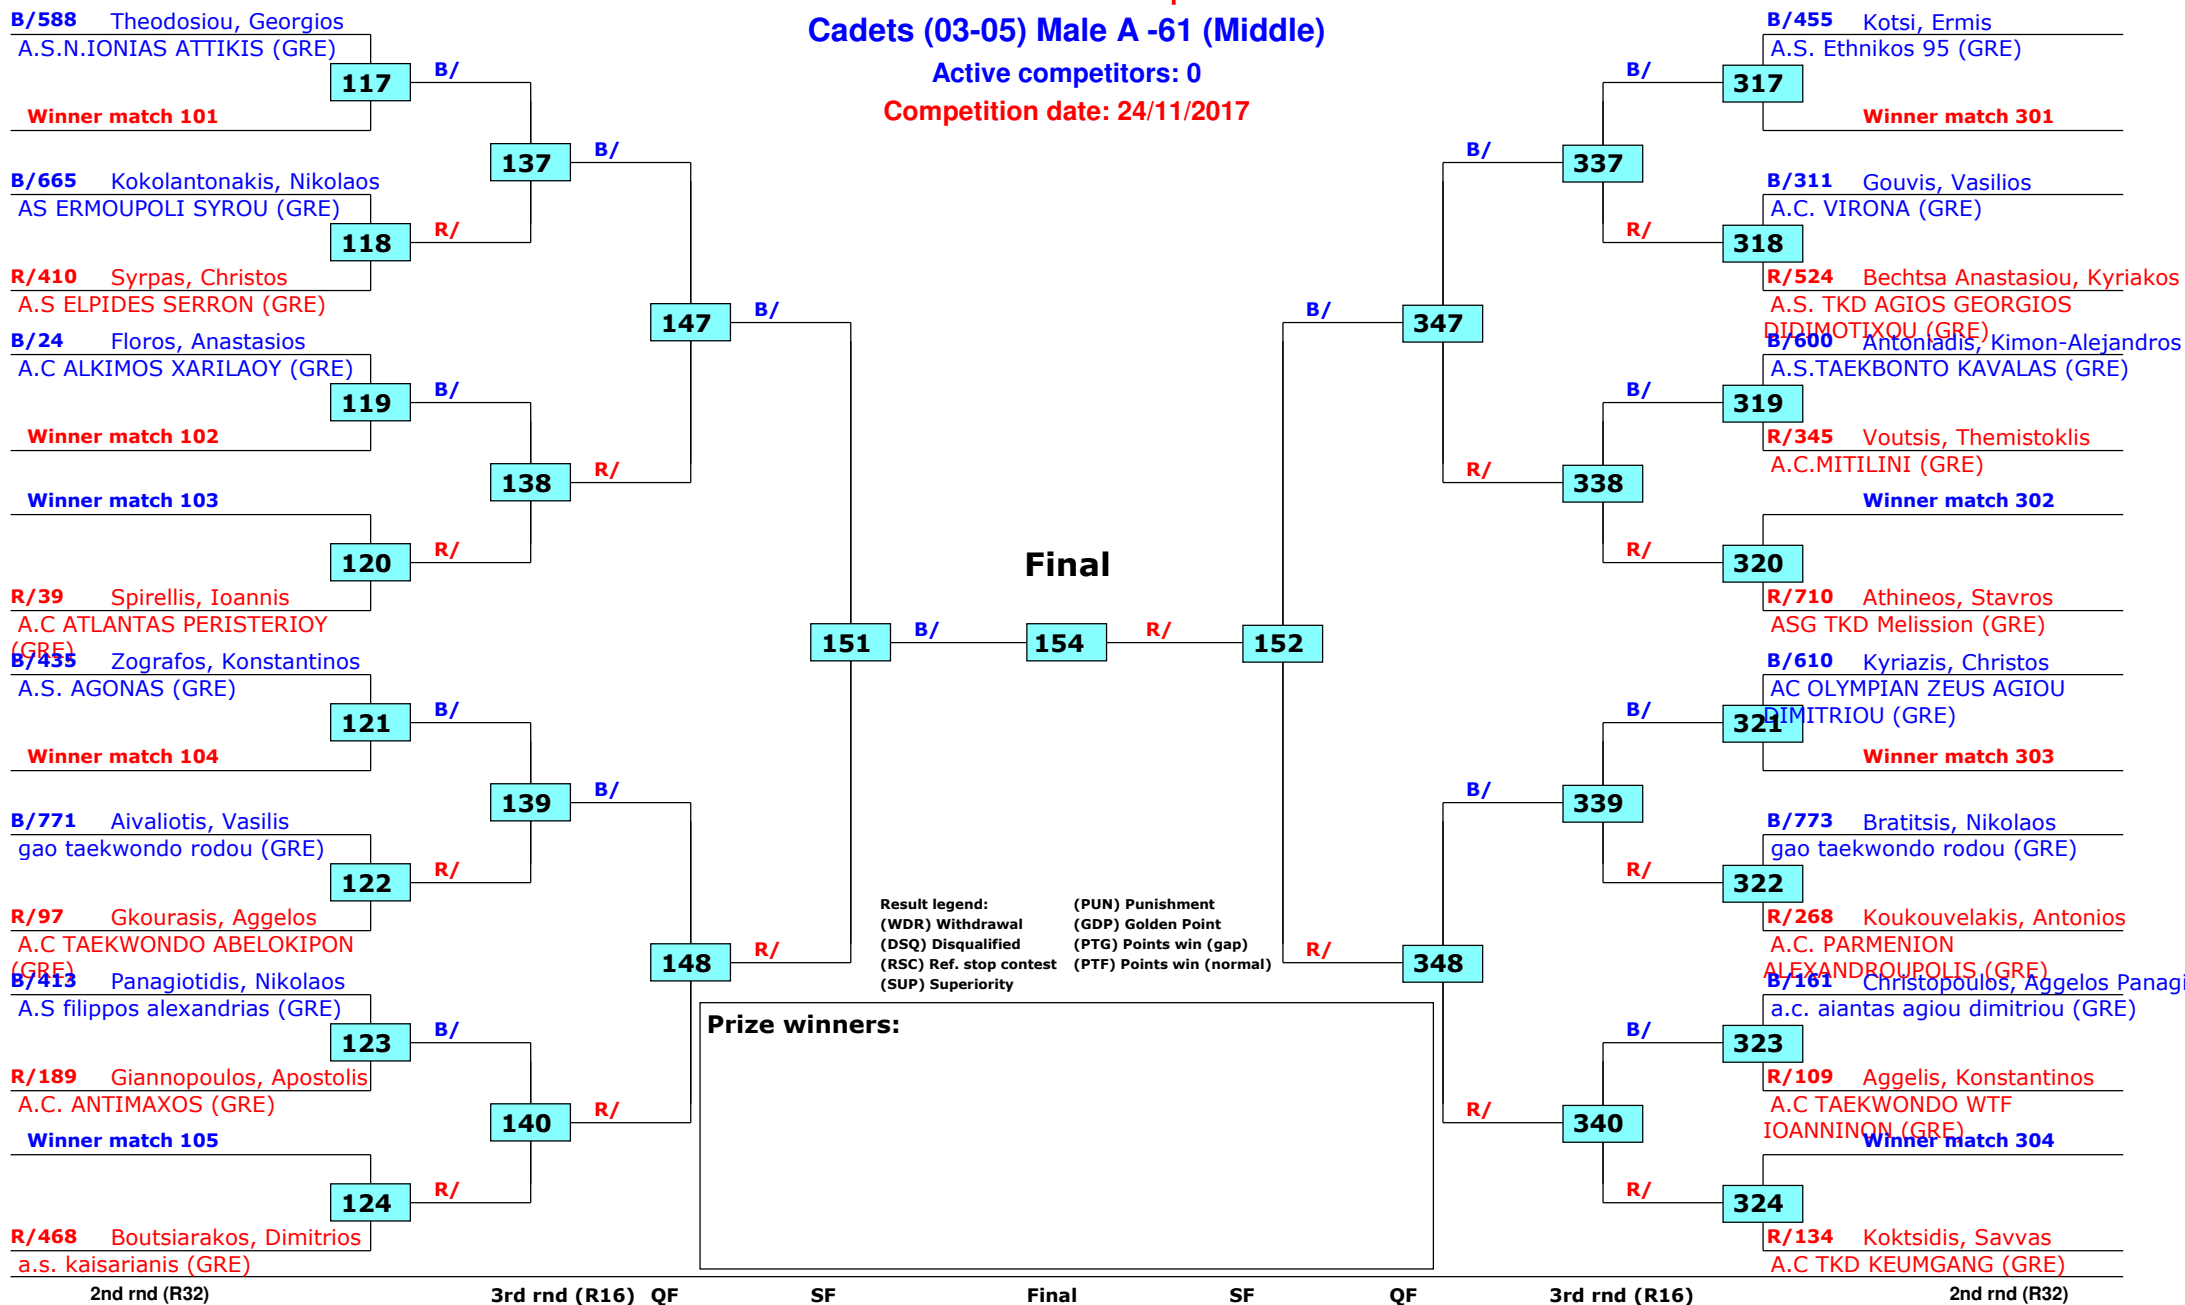 Cadets (03-05) Male A -61 (Middle)
Active competitors: 0
Competition date: 24/11/2017
B/588 Theodosiou, Georgios
A.S.N.IONIAS ATTIKIS (GRE)
117
B/
Winner match 101
137
B/
B/665 Kokolantonakis, Nikolaos
AS ERMOUPOLI SYROU (GRE)
118
R/
R/410 Syrpas, Christos
A.S ELPIDES SERRON (GRE)
147
B/
B/24 Floros, Anastasios
A.C ALKIMOS XARILAOY (GRE)
119
B/
Winner match 102
138
R/
Winner match 103
120
R/
R/39 Spirellis, Ioannis
A.C ATLANTAS PERISTERIOY
(GRE)
151
B/
B/435 Zografos, Konstantinos
A.S. AGONAS (GRE)
121
B/
Winner match 104
139
B/
B/771 Aivaliotis, Vasilis
gao taekwondo rodou (GRE)
122
R/
R/97 Gkourasis, Aggelos
A.C TAEKWONDO ABELOKIPON
(GRE)
148
R/
B/413 Panagiotidis, Nikolaos
A.S filippos alexandrias (GRE)
123
B/
R/189 Giannopoulos, Apostolis
A.C. ANTIMAXOS (GRE)
140
R/
Winner match 105
124
R/
R/468 Boutsiarakos, Dimitrios
a.s. kaisarianis (GRE)
Final
154
R/
Result legend:
(WDR) Withdrawal
(DSQ) Disqualified
(RSC) Ref. stop contest
(SUP) Superiority
(PUN) Punishment
(GDP) Golden Point
(PTG) Points win (gap)
(PTF) Points win (normal)
Prize winners:
B/455 Kotsi, Ermis
A.S. Ethnikos 95 (GRE)
B/
317
Winner match 301
B/
337
B/311 Gouvis, Vasilios
A.C. VIRONA (GRE)
R/
318
R/524 Bechtsa Anastasiou, Kyriakos
A.S. TKD AGIOS GEORGIOS
DIDIMOTIXOU (GRE)
B/
347
B/600 Antoniadis, Kimon-Alejandros
A.S.TAEKBONTO KAVALAS (GRE)
B/
319
R/345 Voutsis, Themistoklis
A.C.MITILINI (GRE)
R/
338
Winner match 302
R/
320
R/710 Athineos, Stavros
ASG TKD Melission (GRE)
152
B/610 Kyriazis, Christos
AC OLYMPIAN ZEUS AGIOU
DIMITRIOU (GRE)
B/
321
Winner match 303
B/
339
B/773 Bratitsis, Nikolaos
gao taekwondo rodou (GRE)
R/
322
R/268 Koukouvelakis, Antonios
A.C. PARMENION
ALEXANDROUPOLIS (GRE)
R/
348
B/161 Christopoulos, Aggelos Panagi
a.c. aiantas agiou dimitriou (GRE)
B/
323
R/109 Aggelis, Konstantinos
A.C TAEKWONDO WTF
IOANNINON (GRE)
R/
340
Winner match 304
R/
324
R/134 Koktsidis, Savvas
A.C TKD KEUMGANG (GRE)
2nd rnd (R32) 3rd rnd (R16) QF SF Final SF QF 3rd rnd (R16) 2nd rnd (R32)